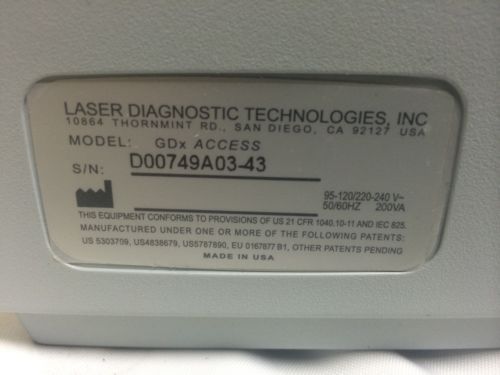 LASER DIAGNOSTIC TECHNOLOGIES, INC
10864 THORNMINT RD., SAN DIEGO, CA 92127 USA
MODEL: GDx ACCESS
S/N: D00749A03-43
95-120/220-240 V~
50/60HZ 200VA
THIS EQUIPMENT CONFORMS TO PROVISIONS OF US 21 CFR 1040.10-11 AND IEC 825.
MANUFACTURED UNDER ONE OR MORE OF THE FOLLOWING PATENTS:
US 5303709, US4838679, US5787890, EU 0167877 B1, OTHER PATENTS PENDING
MADE IN USA